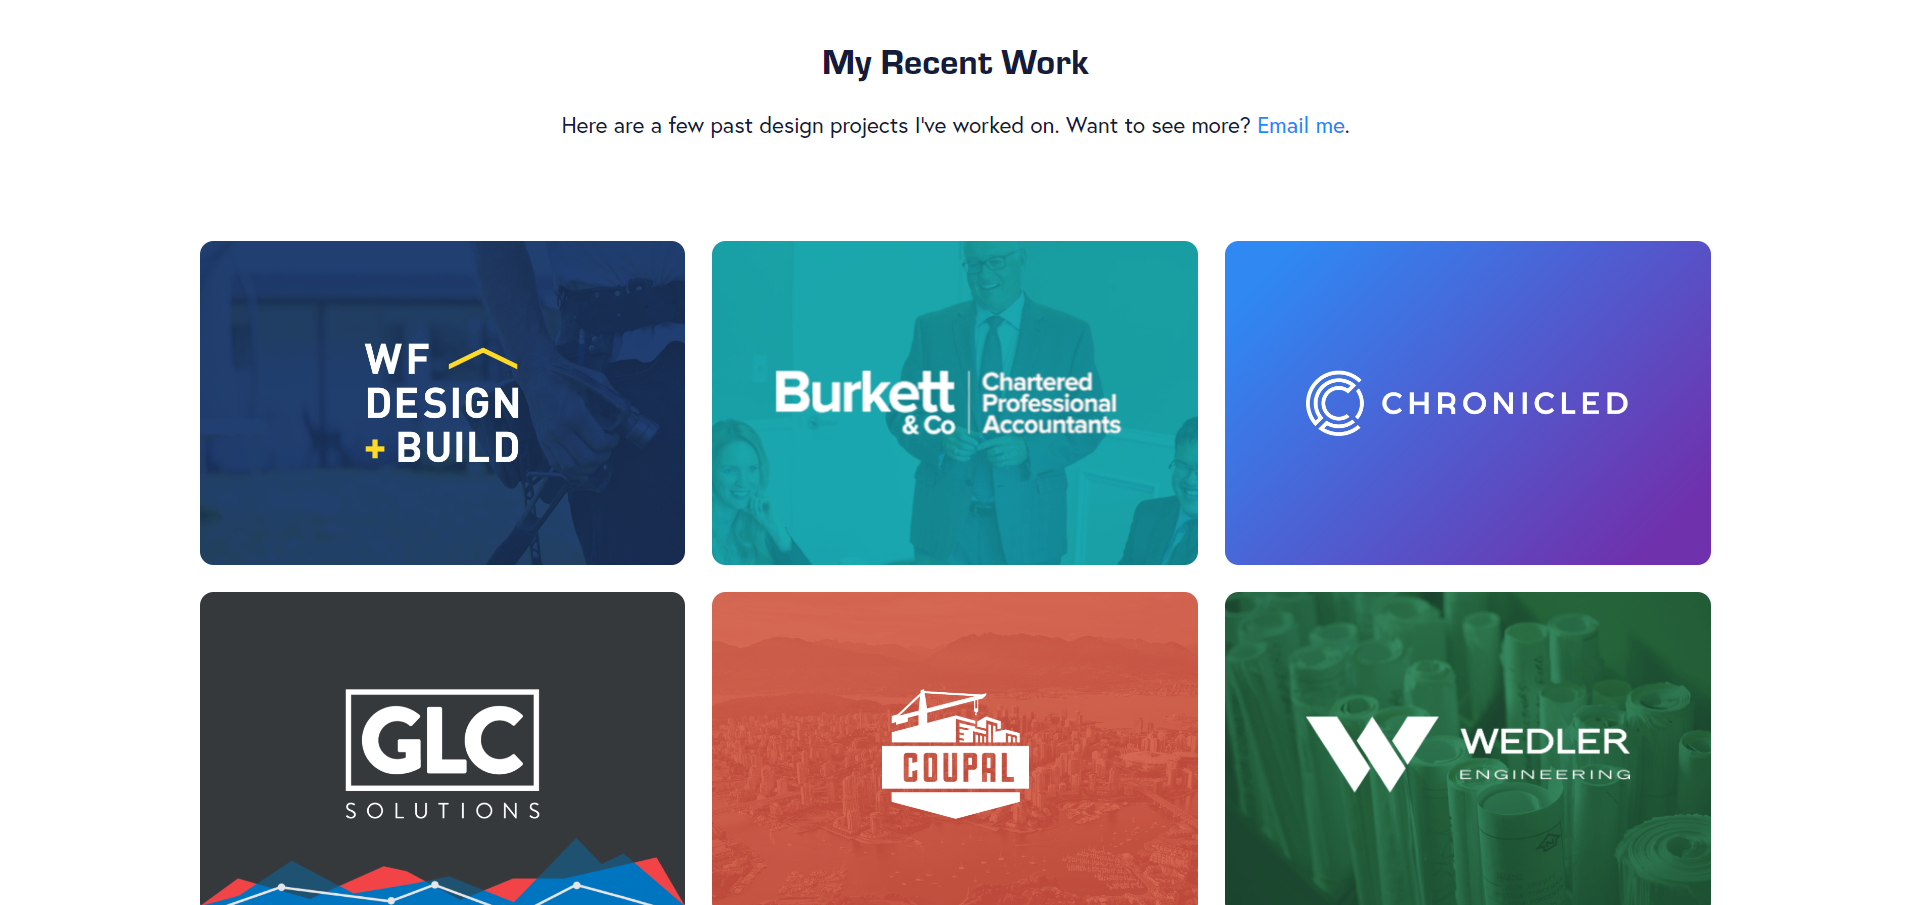 My Recent Work
Here are a few past design projects I've worked on. Want to see more? Email me.
WF
DESIGN
+ BUILD
Burkett
& Co
Chartered
Professional
Accountants
CHRONICLED
GLC
SOLUTIONS
COUPAL
WEDLER
ENGINEERING